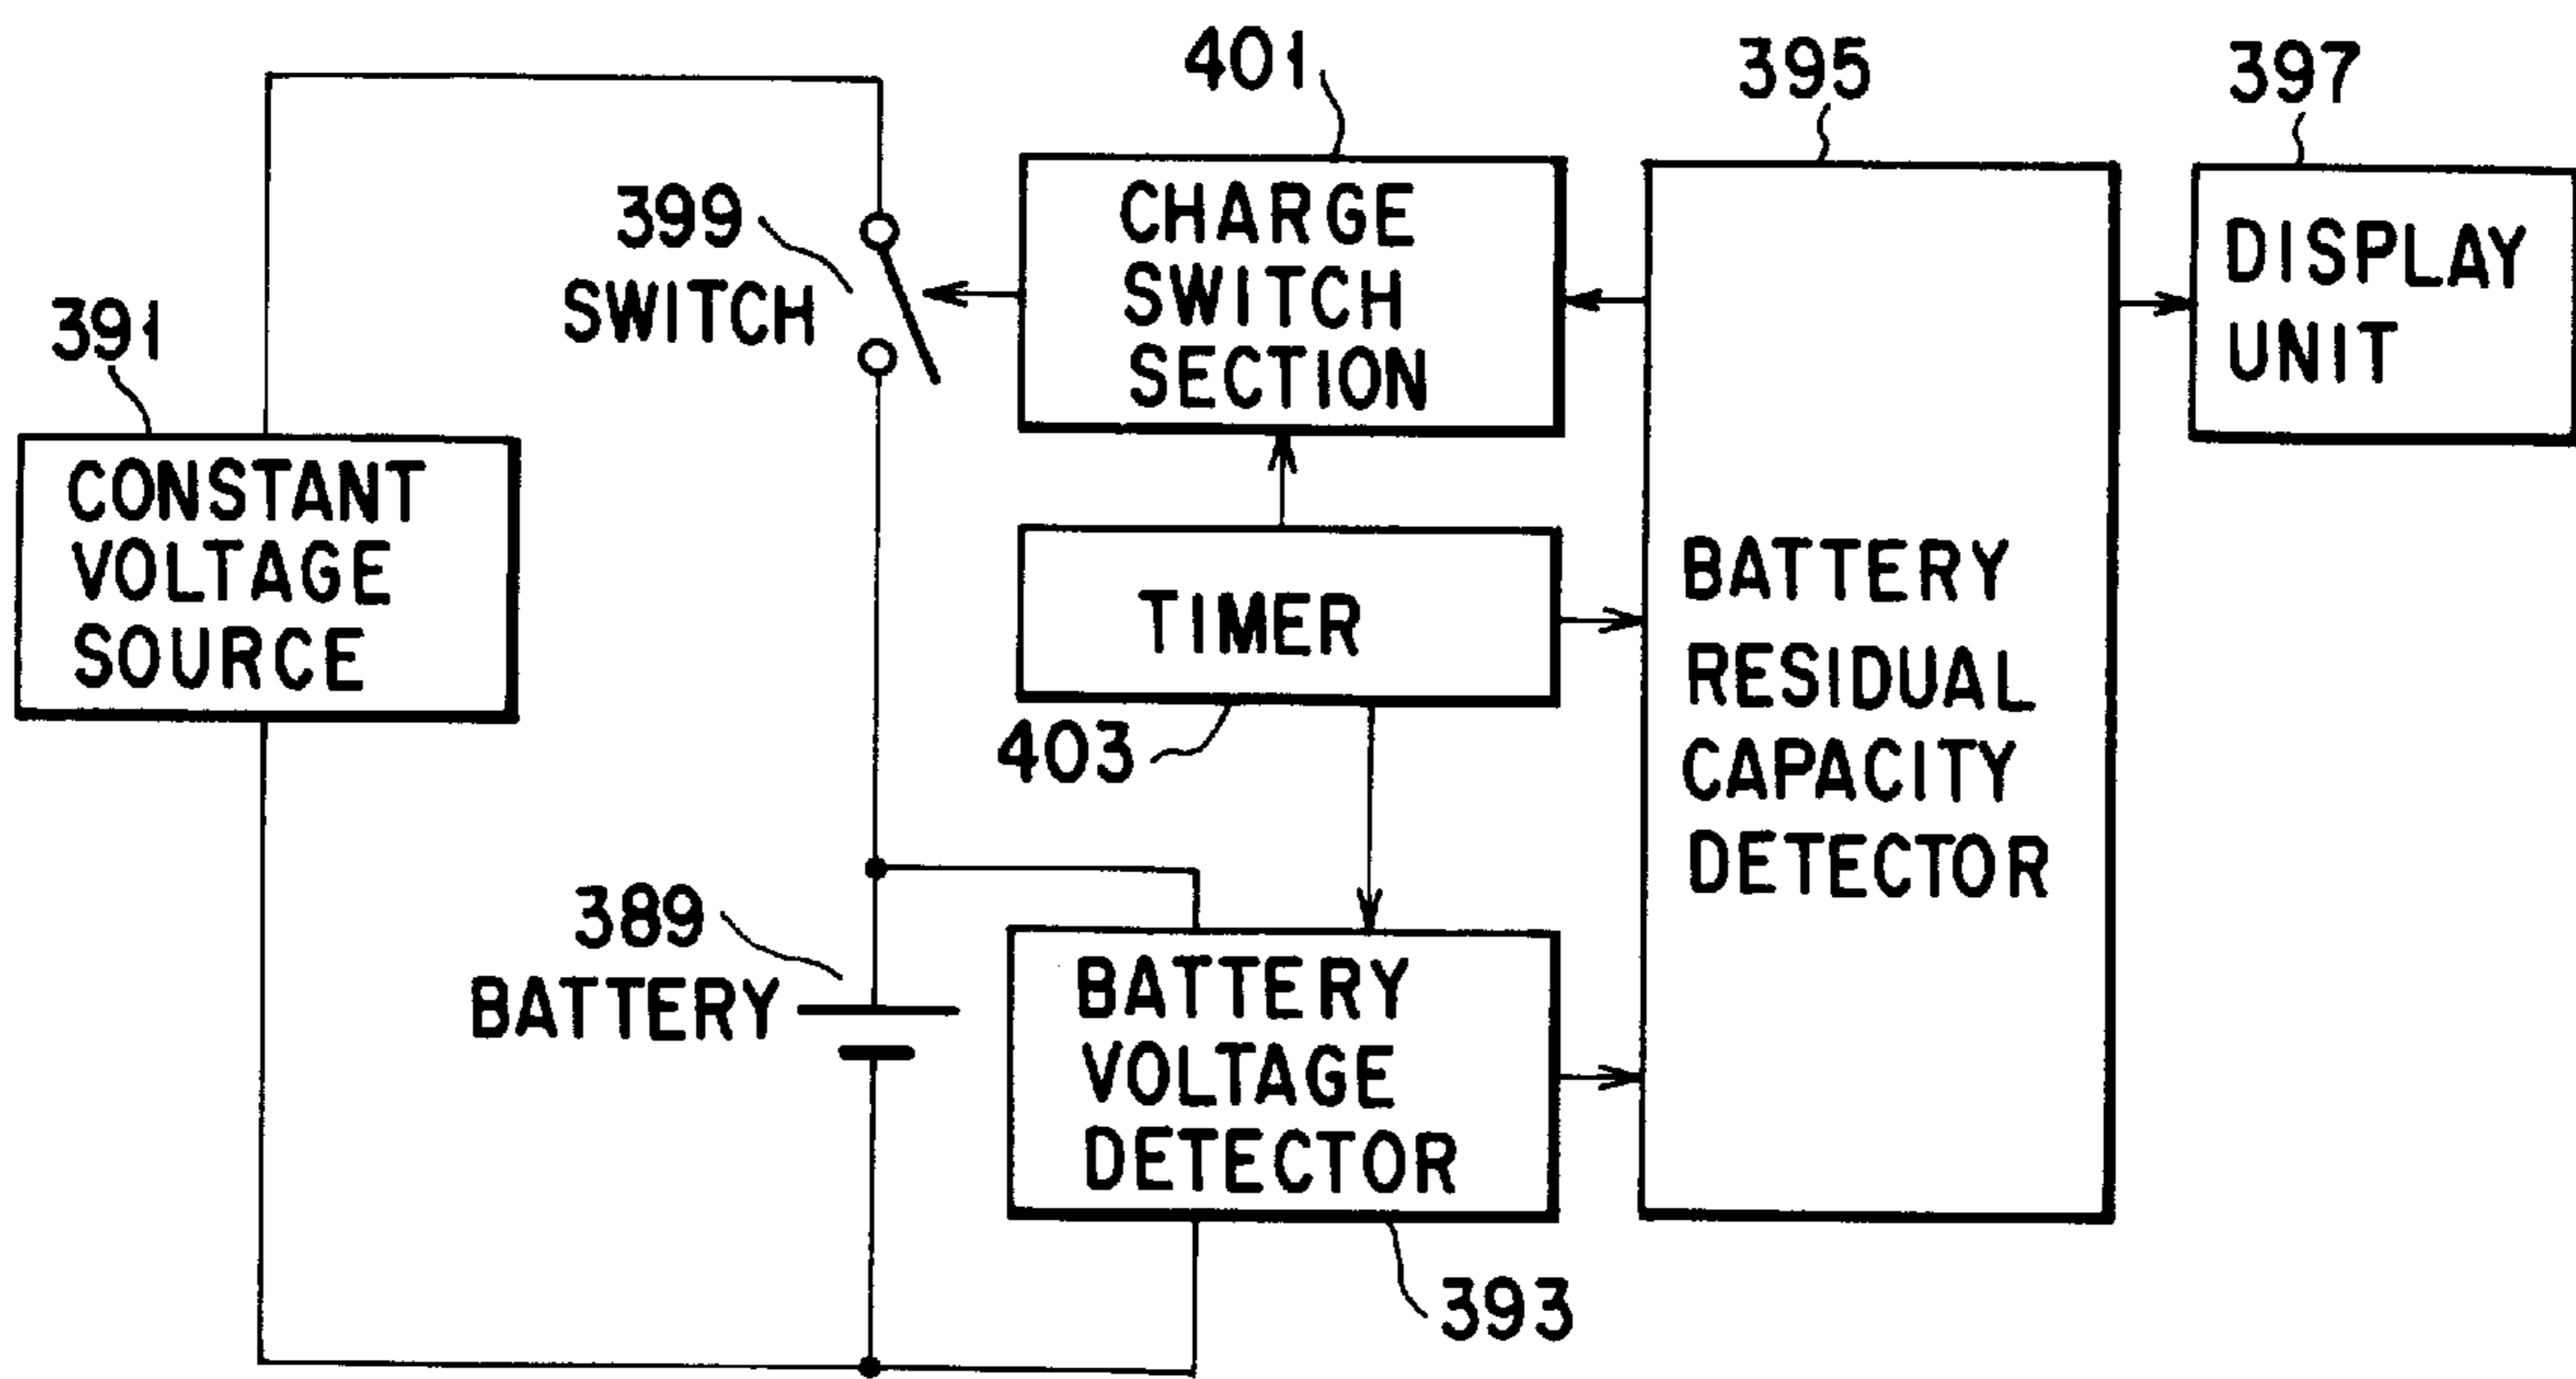 401
395
397
399
SWITCH
CHARGE
SWITCH
SECTION
DISPLAY
UNIT
391
CONSTANT
VOLTAGE
SOURCE
TIMER
403
BATTERY
RESIDUAL
CAPACITY
DETECTOR
389
BATTERY
BATTERY
VOLTAGE
DETECTOR
393